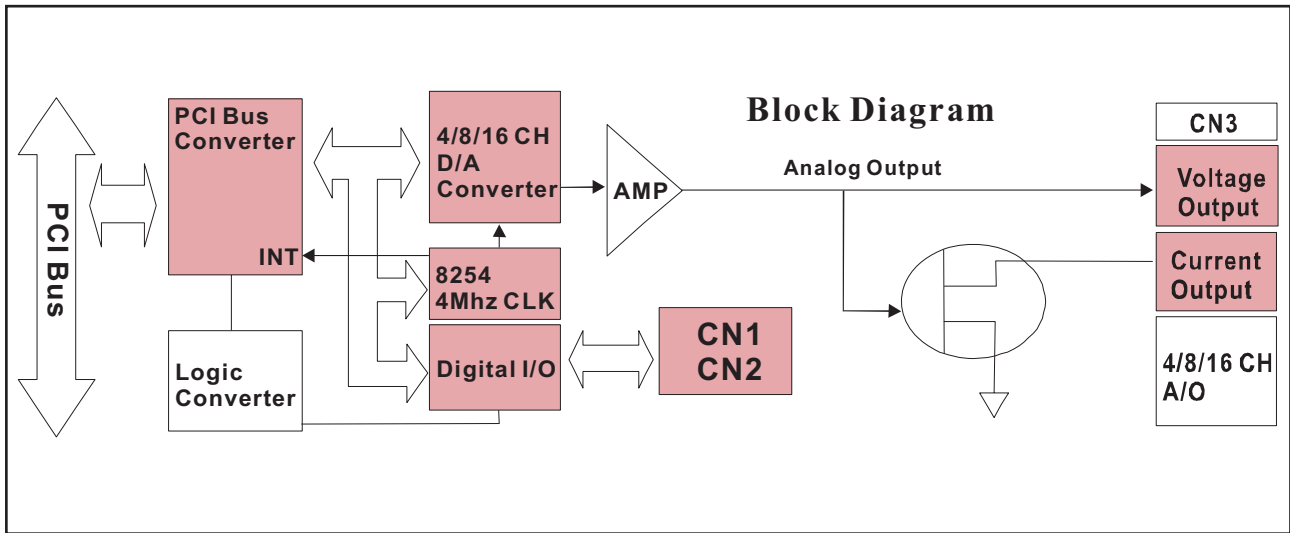 Block Diagram
PCI Bus
PCI Bus
Converter
INT
Logic
Converter
4/8/16 CH
D/A
Converter
8254
4Mhz CLK
Digital I/O
AMP
CN1
CN2
Analog Output
CN3
Voltage
Output
Current
Output
4/8/16 CH
A/O